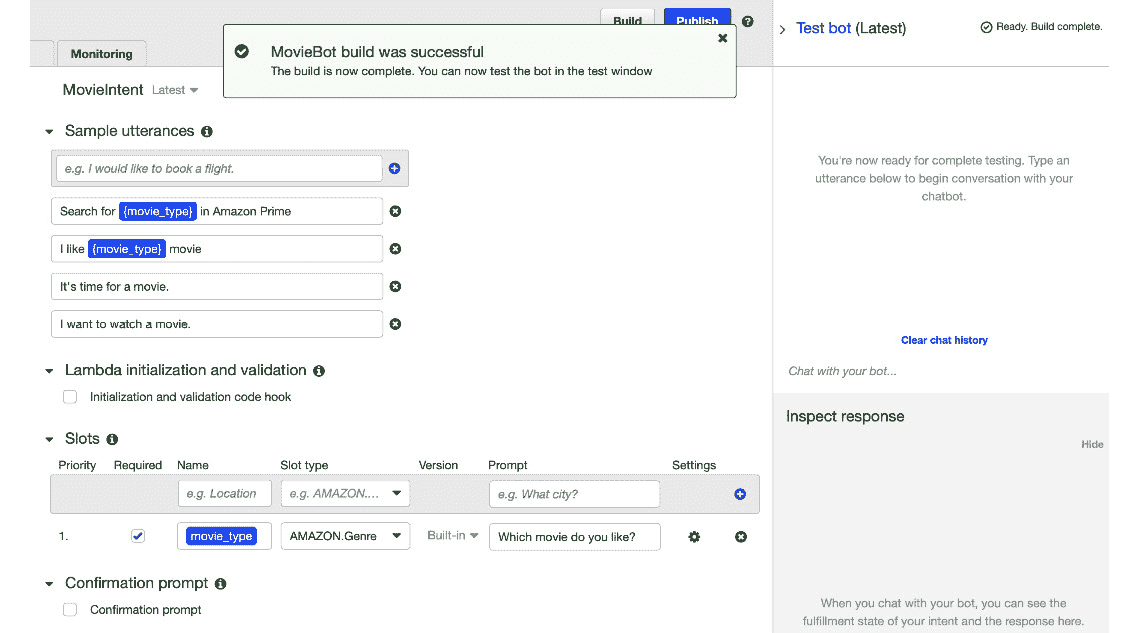 Build
Publish
Monitoring
MovieBot build was successful
The build is now complete. You can now test the bot in the test window
Test bot (Latest)
Ready. Build complete.
MovieIntent Latest
Sample utterances
e.g. I would like to book a flight.
Search for {movie_type} in Amazon Prime
I like {movie_type} movie
It's time for a movie.
I want to watch a movie.
You're now ready for complete testing. Type an
utterance below to begin conversation with your
chatbot.
Clear chat history
Chat with your bot...
Lambda initialization and validation
Initialization and validation code hook
Inspect response
Hide
Slots
Priority Required Name Slot type Version Prompt Settings
e.g. Location e.g. AMAZON.... e.g. What city?
1. movie_type AMAZON.Genre Built-in Which movie do you like?
Confirmation prompt
Confirmation prompt
When you chat with your bot, you can see the
fulfillment state of your intent and the response here.